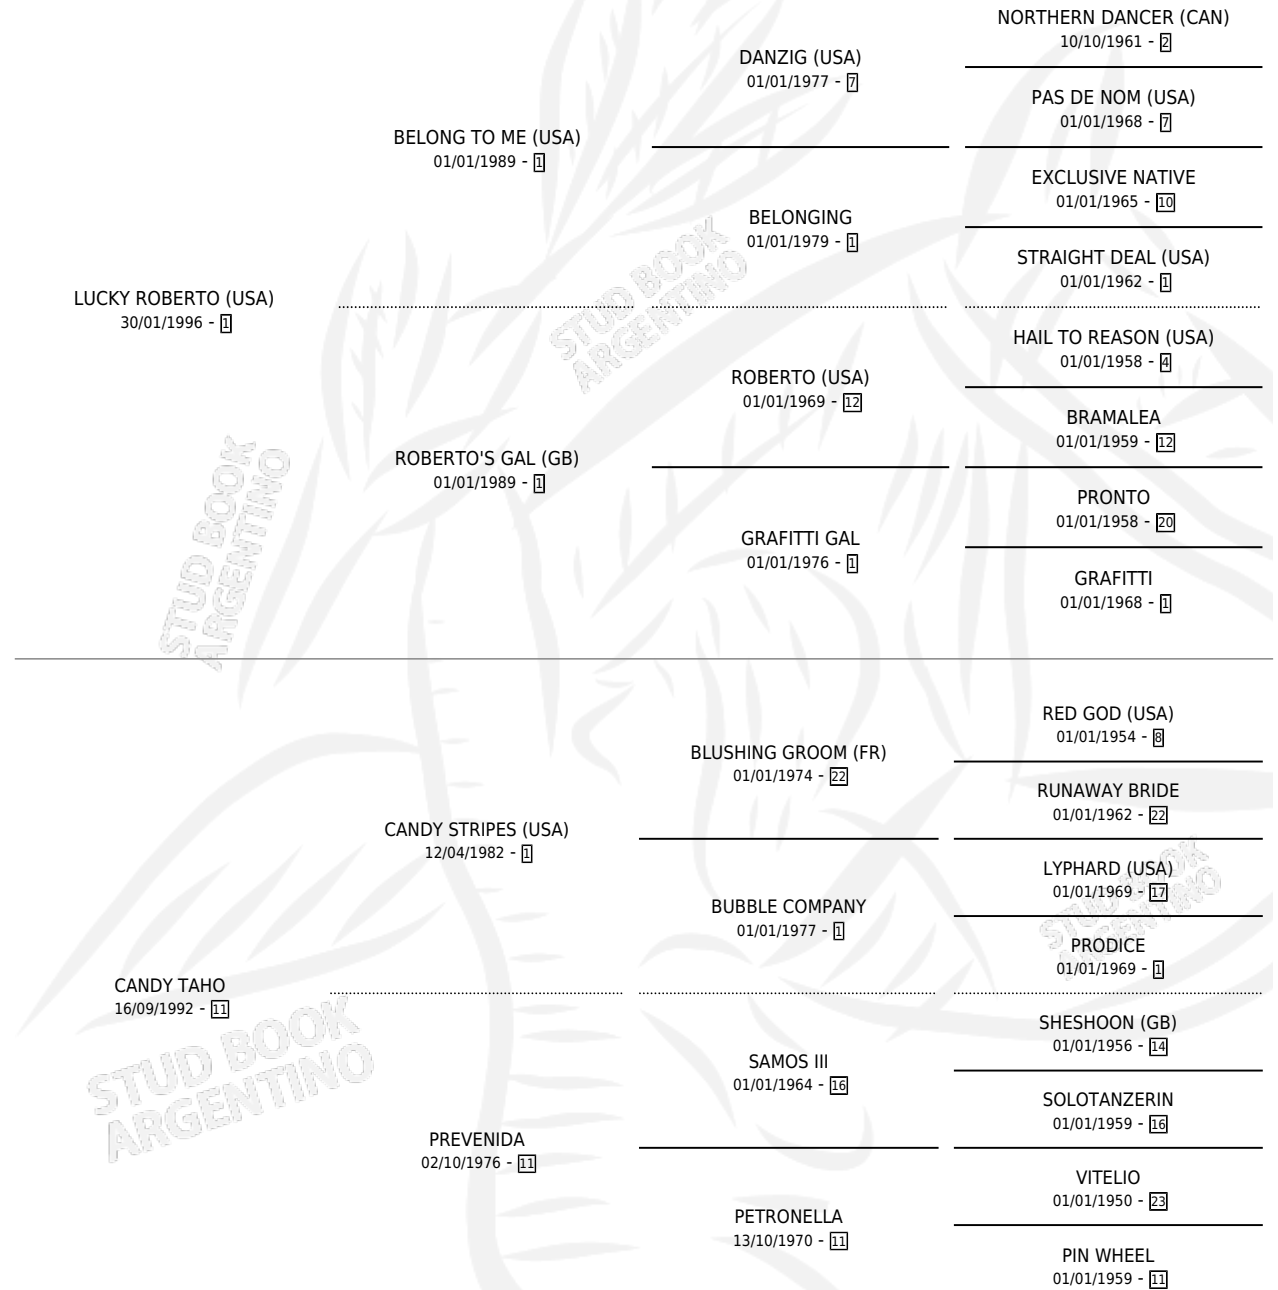 NORTHERN DANCER (CAN)
10/10/1961 - 2
DANZIG (USA)
01/01/1977 - 7
PAS DE NOM (USA)
01/01/1968 - 7
BELONG TO ME (USA)
01/01/1989 - 1
EXCLUSIVE NATIVE
01/01/1965 - 10
BELONGING
01/01/1979 - 1
STRAIGHT DEAL (USA)
01/01/1962 - 1
LUCKY ROBERTO (USA)
30/01/1996 - 1
HAIL TO REASON (USA)
01/01/1958 - 4
ROBERTO (USA)
01/01/1969 - 12
BRAMALEA
01/01/1959 - 12
ROBERTO'S GAL (GB)
01/01/1989 - 1
PRONTO
01/01/1958 - 20
GRAFITTI GAL
01/01/1976 - 1
GRAFITTI
01/01/1968 - 1
STUD BOOK
ARGENTINO
STUD BOOK
ARGENTINO
RED GOD (USA)
01/01/1954 - 8
BLUSHING GROOM (FR)
01/01/1974 - 22
RUNAWAY BRIDE
01/01/1962 - 22
CANDY STRIPES (USA)
12/04/1982 - 1
LYPHARD (USA)
01/01/1969 - 17
BUBBLE COMPANY
01/01/1977 - 1
PRODICE
01/01/1969 - 1
STUD BOOK
ARGENTINO
CANDY TAHO
16/09/1992 - 11
SHESHOON (GB)
01/01/1956 - 14
SAMOS III
01/01/1964 - 16
SOLOTANZERIN
01/01/1959 - 16
STUD BOOK
ARGENTINO
PREVENIDA
02/10/1976 - 11
VITELIO
01/01/1950 - 23
PETRONELLA
13/10/1970 - 11
PIN WHEEL
01/01/1959 - 11